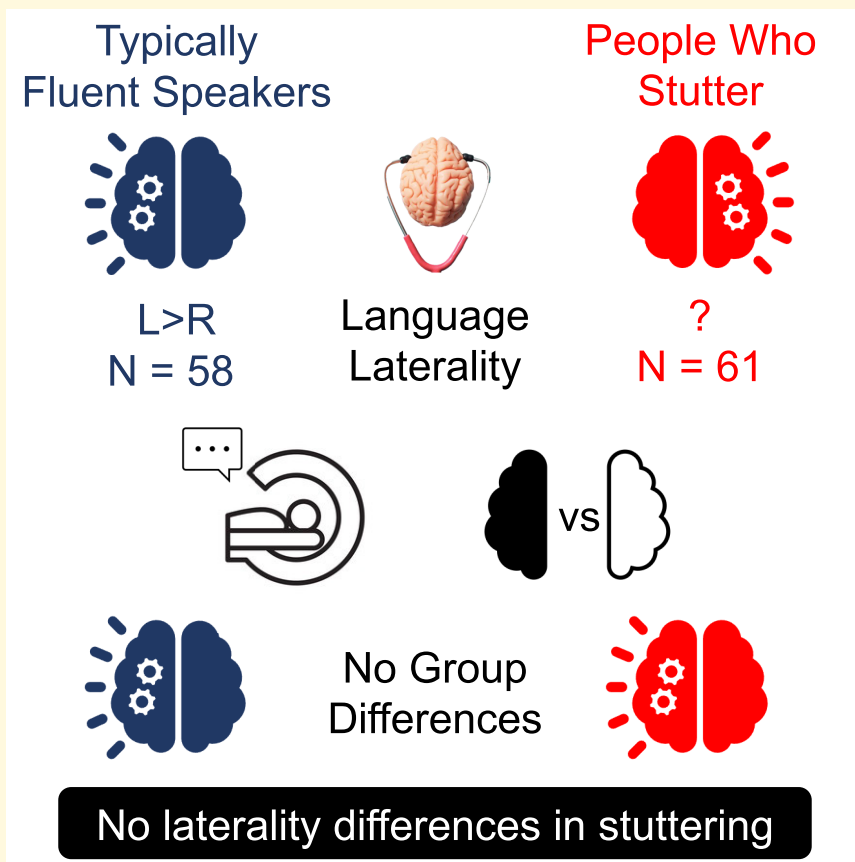 Typically
Fluent Speakers
People Who
Stutter
L>R
N = 58
Language
Laterality
?
N = 61
...
vs
No Group
Differences
No laterality differences in stuttering